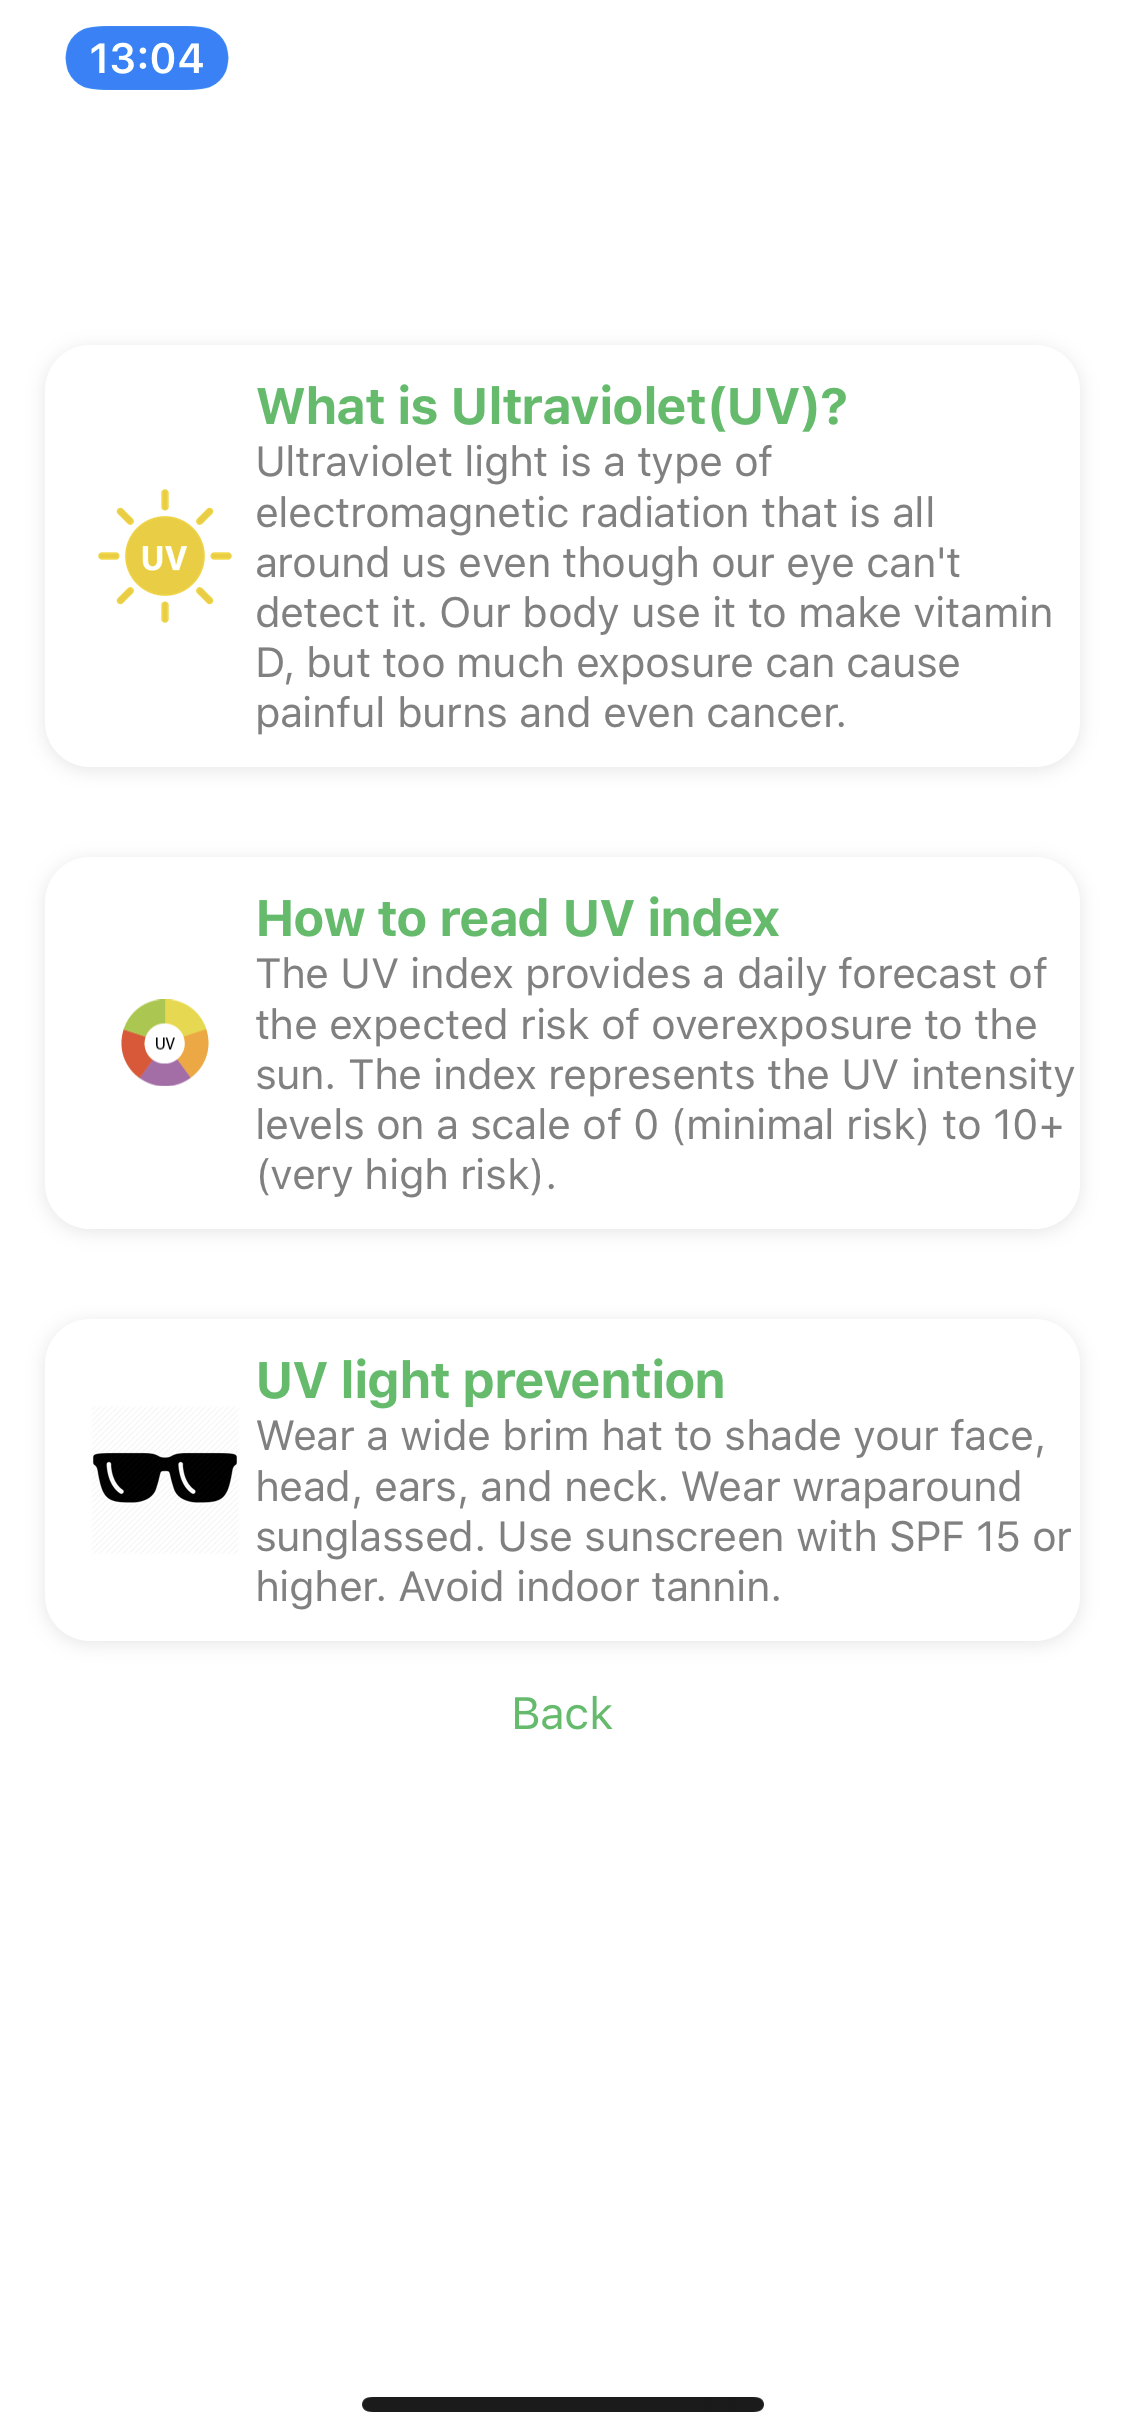 13:04
What is Ultraviolet(UV)?
Ultraviolet light is a type of
electromagnetic radiation that is all
around us even though our eye can't
detect it. Our body use it to make vitamin
D, but too much exposure can cause
painful burns and even cancer.
UV
How to read UV index
The UV index provides a daily forecast of
the expected risk of overexposure to the
sun. The index represents the UV intensity
levels on a scale of 0 (minimal risk) to 10+
(very high risk).
UV
UV light prevention
Wear a wide brim hat to shade your face,
head, ears, and neck. Wear wraparound
sunglassed. Use sunscreen with SPF 15 or
higher. Avoid indoor tannin.
Back